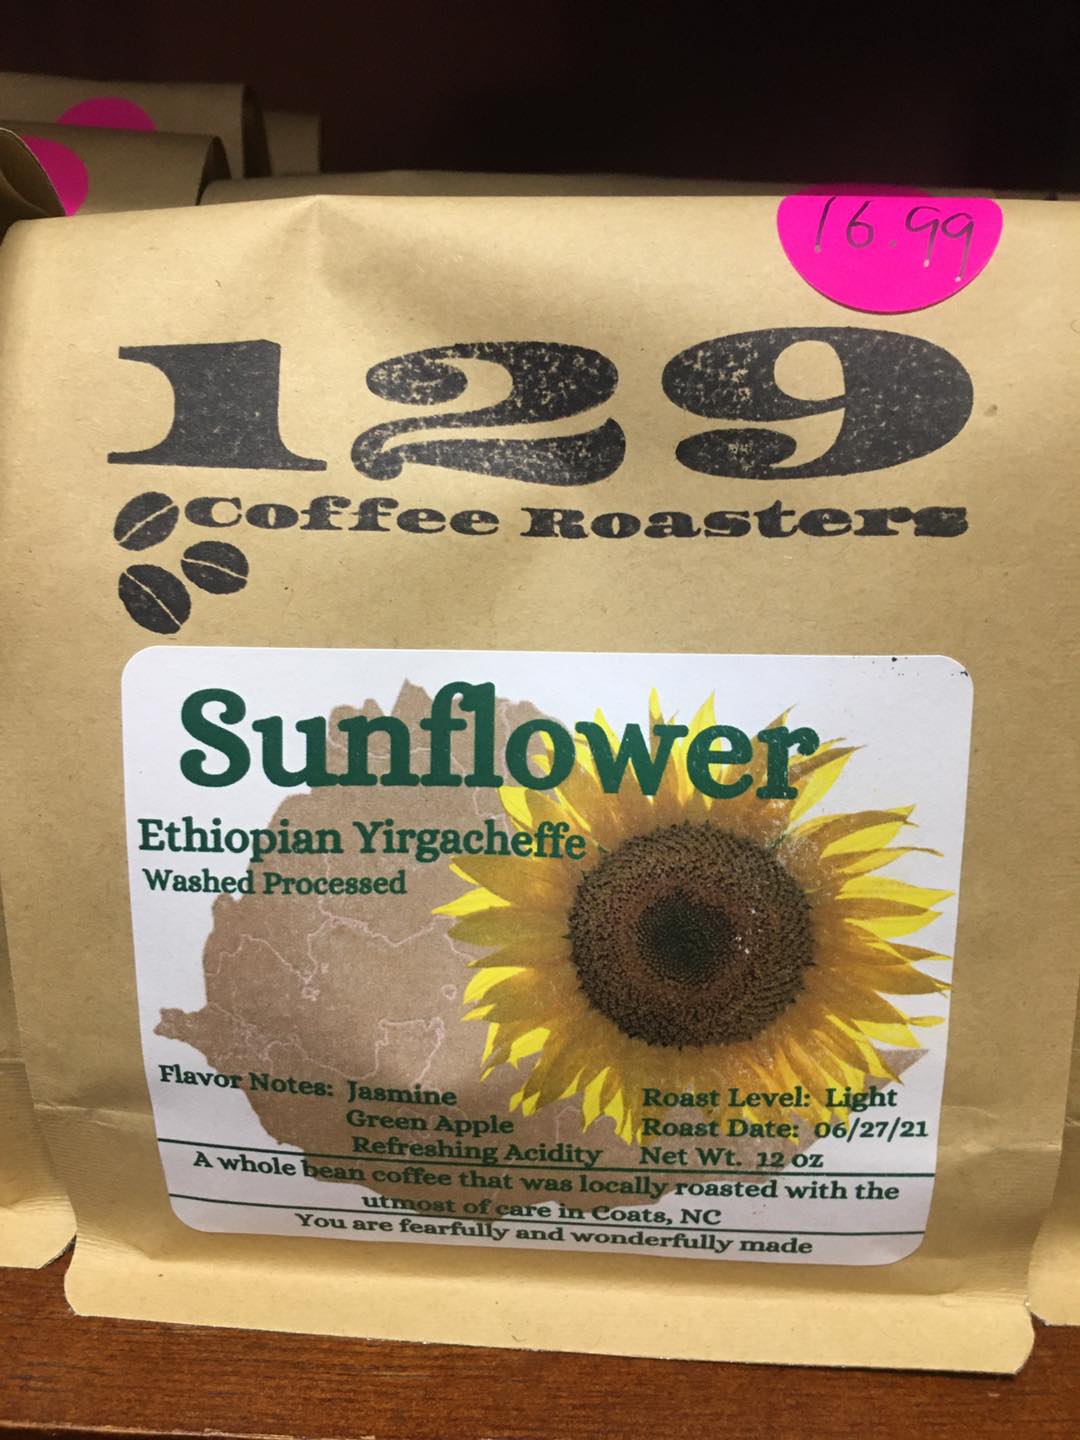 16.99
129
Coffee Roasters
Sunflower
Ethiopian Yirgacheffe
Washed Processed
Flavor Notes: Jasmine
Green Apple
Refreshing Acidity
Roast Level: Light
Roast Date: 06/27/21
Net Wt. 12 oz
A whole bean coffee that was locally roasted with the
utmost of care in Coats, NC
You are fearfully and wonderfully made